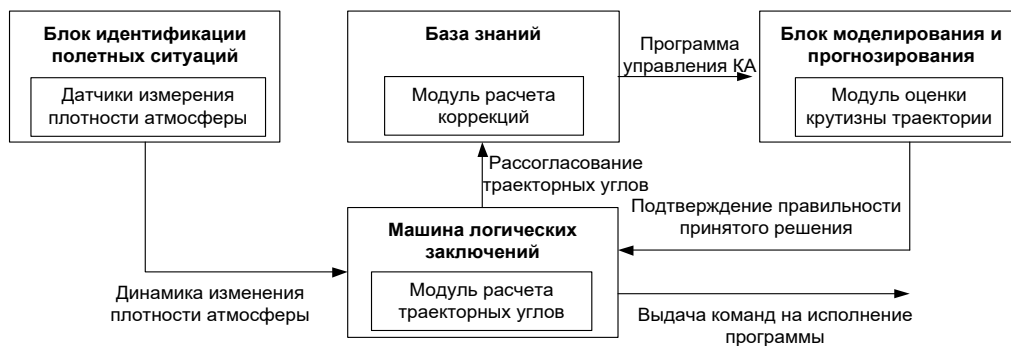 Блок идентификации
полетных ситуаций
Датчики измерения
плотности атмосферы
База знаний
Модуль расчета
коррекций
Программа
управления КА
Блок моделирования и
прогнозирования
Модуль оценки
крутизны траектории
Рассогласование
траекторных углов
Подтверждение правильности
принятого решения
Машина логических
заключений
Модуль расчета
траекторных углов
Динамика изменения
плотности атмосферы
Выдача команд на исполнение
программы